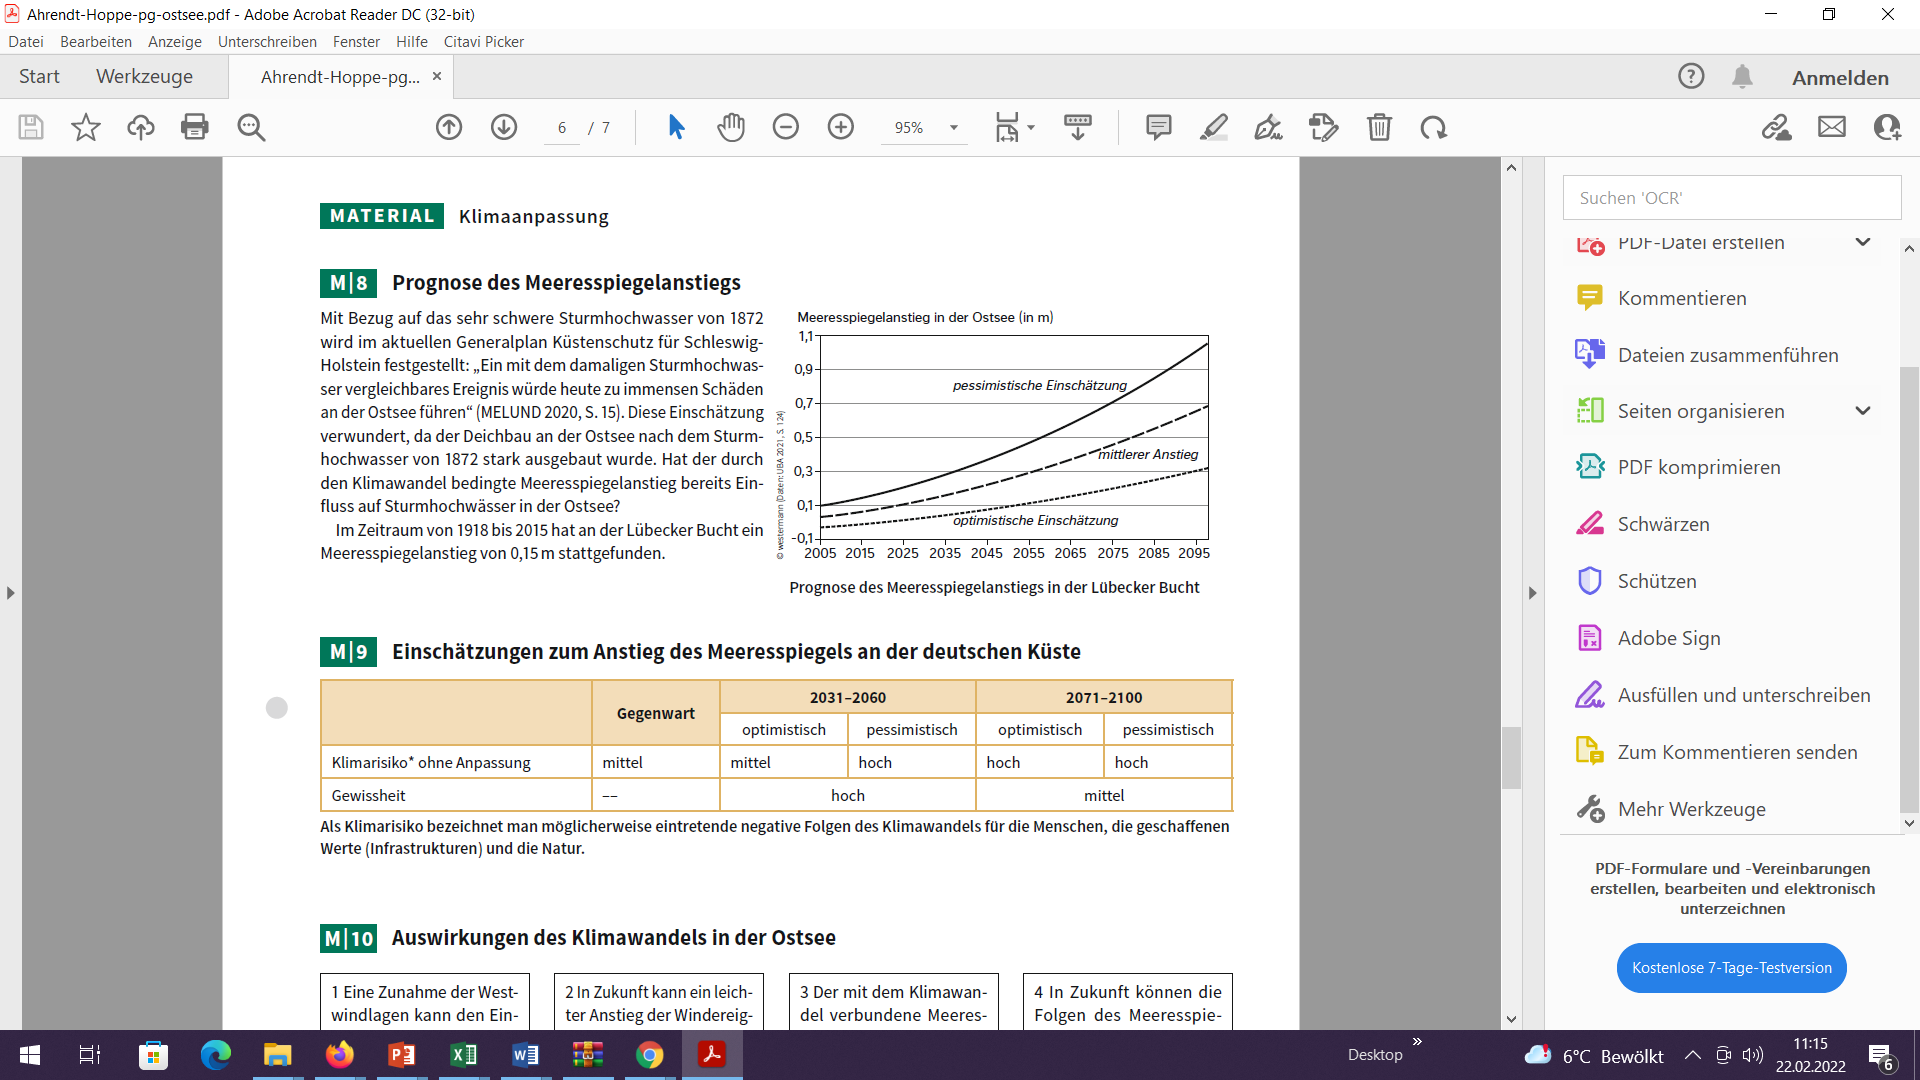 Ahrendt-Hoppe-pg-ostsee.pdf - Adobe Acrobat Reader DC (32-bit)
Datei Bearbeiten Anzeige Unterschreiben Fenster Hilfe Citavi Picker
Start Werkzeuge Ahrendt-Hoppe-pg... × Anmelden
6 / 7 95%
MATERIAL Klimaanpassung
M|8 Prognose des Meeresspiegelanstiegs
Mit Bezug auf das sehr schwere Sturmhochwasser von 1872
wird im aktuellen Generalplan Küstenschutz für Schleswig-
Holstein festgestellt: „Ein mit dem damaligen Sturmhochwas-
ser vergleichbares Ereignis würde heute zu immensen Schäden
an der Ostsee führen“ (MELUND 2020, S. 15). Diese Einschätzung
verwundert, da der Deichbau an der Ostsee nach dem Sturm-
hochwasser von 1872 stark ausgebaut wurde. Hat der durch
den Klimawandel bedingte Meeresspiegelanstieg bereits Ein-
fluss auf Sturmhochwässer in der Ostsee?
Im Zeitraum von 1918 bis 2015 hat an der Lübecker Bucht ein
Meeresspiegelanstieg von 0,15 m stattgefunden.
Meeresspiegelanstieg in der Ostsee (in m)
1,1
0,9
0,7
0,5
0,3
0,1
-0,1
pessimistische Einschätzung
mittlerer Anstieg
optimistische Einschätzung
2005 2015 2025 2035 2045 2055 2065 2075 2085 2095
© westermann (Daten: UBA 2021, S. 124)
Prognose des Meeresspiegelanstiegs in der Lübecker Bucht
M|9 Einschätzungen zum Anstieg des Meeresspiegels an der deutschen Küste
Gegenwart 2031–2060 2071–2100
optimistisch pessimistisch optimistisch pessimistisch
Klimarisiko* ohne Anpassung mittel mittel hoch hoch hoch
Gewissheit –– hoch mittel
Als Klimarisiko bezeichnet man möglicherweise eintretende negative Folgen des Klimawandels für die Menschen, die geschaffenen
Werte (Infrastrukturen) und die Natur.
M|10 Auswirkungen des Klimawandels in der Ostsee
1 Eine Zunahme der West-
windlagen kann den Ein-
2 In Zukunft kann ein leich-
ter Anstieg der Windereig-
3 Der mit dem Klimawan-
del verbundene Meeres-
4 In Zukunft können die
Folgen des Meeresspie-
Suchen 'OCR'
PDF-Datei erstellen
Kommentieren
Dateien zusammenführen
Seiten organisieren
PDF komprimieren
Schwärzen
Schützen
Adobe Sign
Ausfüllen und unterschreiben
Zum Kommentieren senden
Mehr Werkzeuge
PDF-Formulare und -Vereinbarungen
erstellen, bearbeiten und elektronisch
unterzeichnen
Kostenlose 7-Tage-Testversion
Desktop » 6°C Bewölkt
11:15
22.02.2022
6